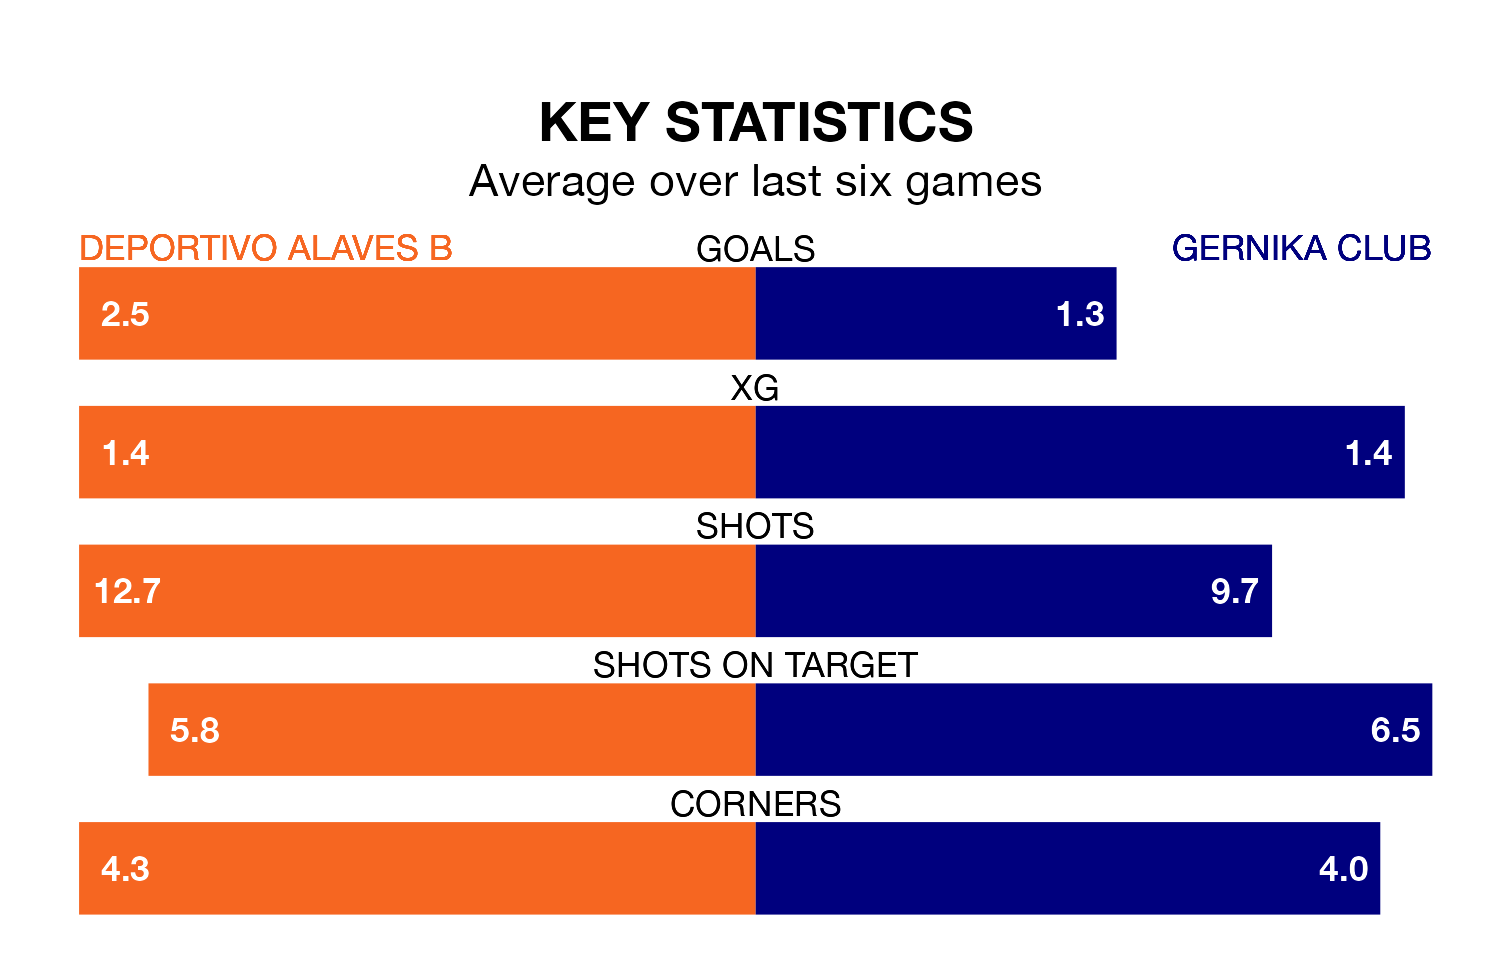 KEY STATISTICS
Average over last six games
DEPORTIVO ALAVES B GOALS GERNIKA CLUB
2.5 1.3
XG
1.4 1.4
SHOTS
12.7 9.7
SHOTS ON TARGET
5.8 6.5
CORNERS
4.3 4.0